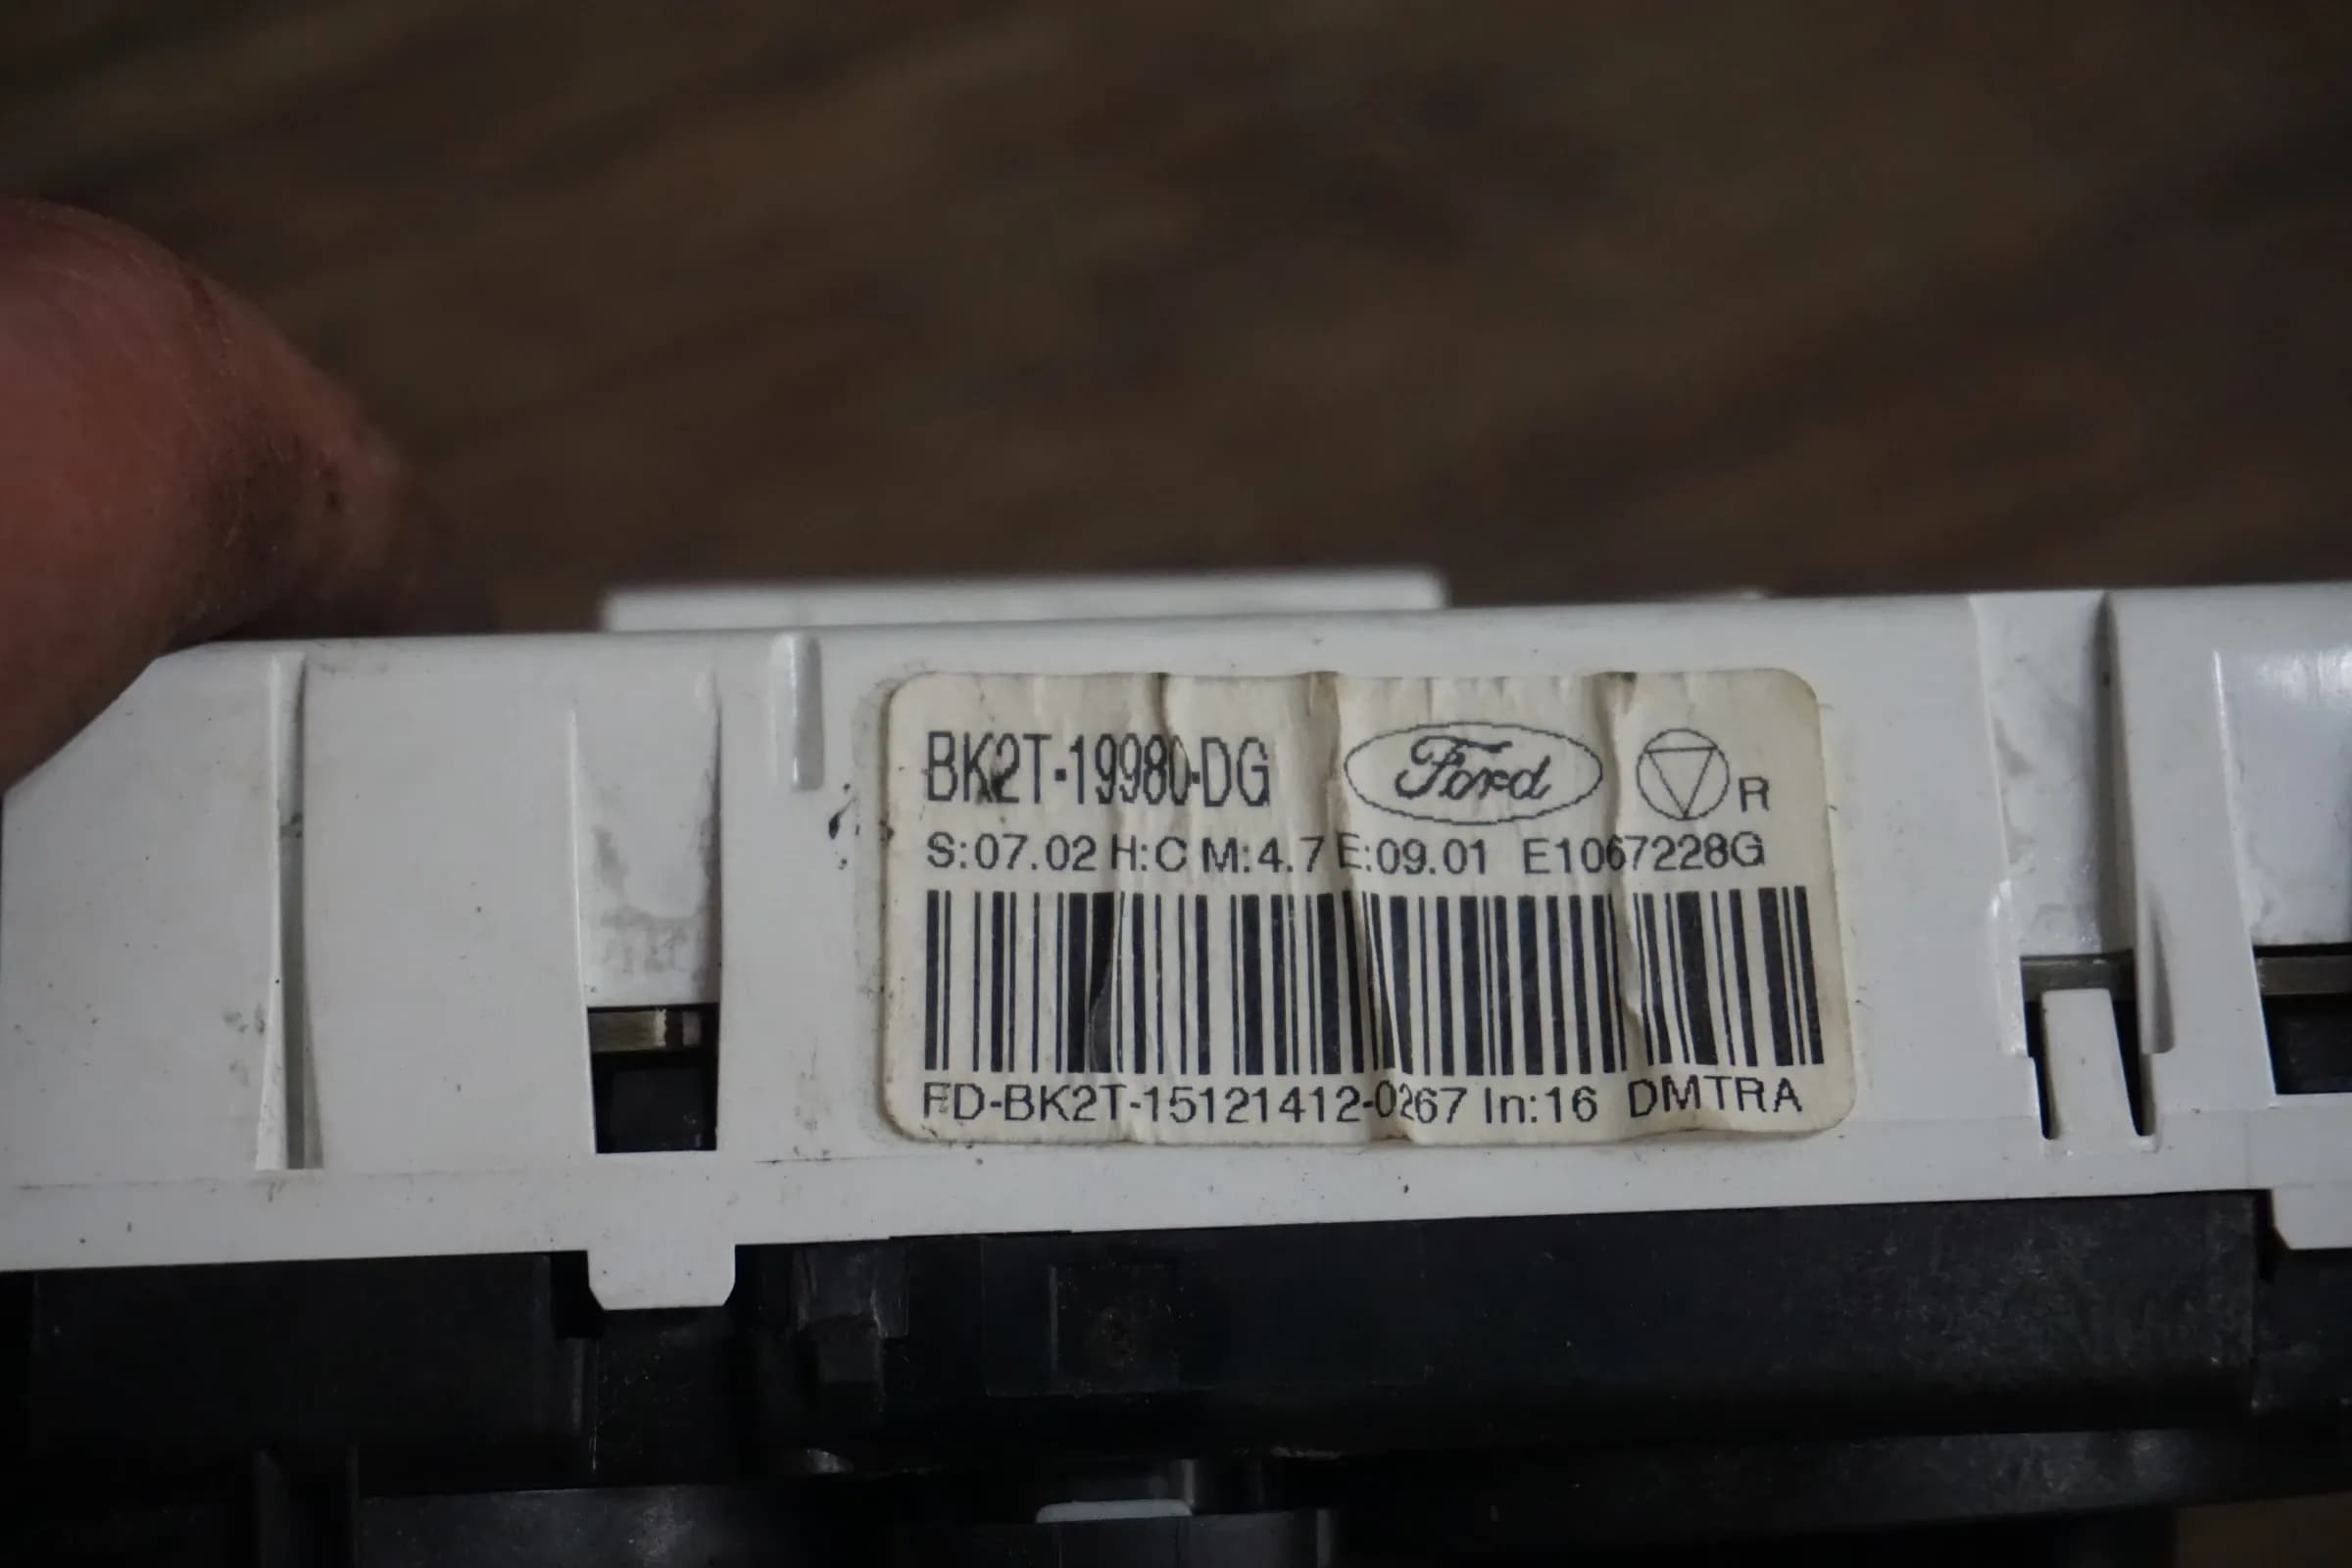 BK2T-19980-DG Ford R
S:07.02 H:C M:4.7 E:09.01 E1067228G
FD-BK2T-15121412-0267 In:16 DMTRA